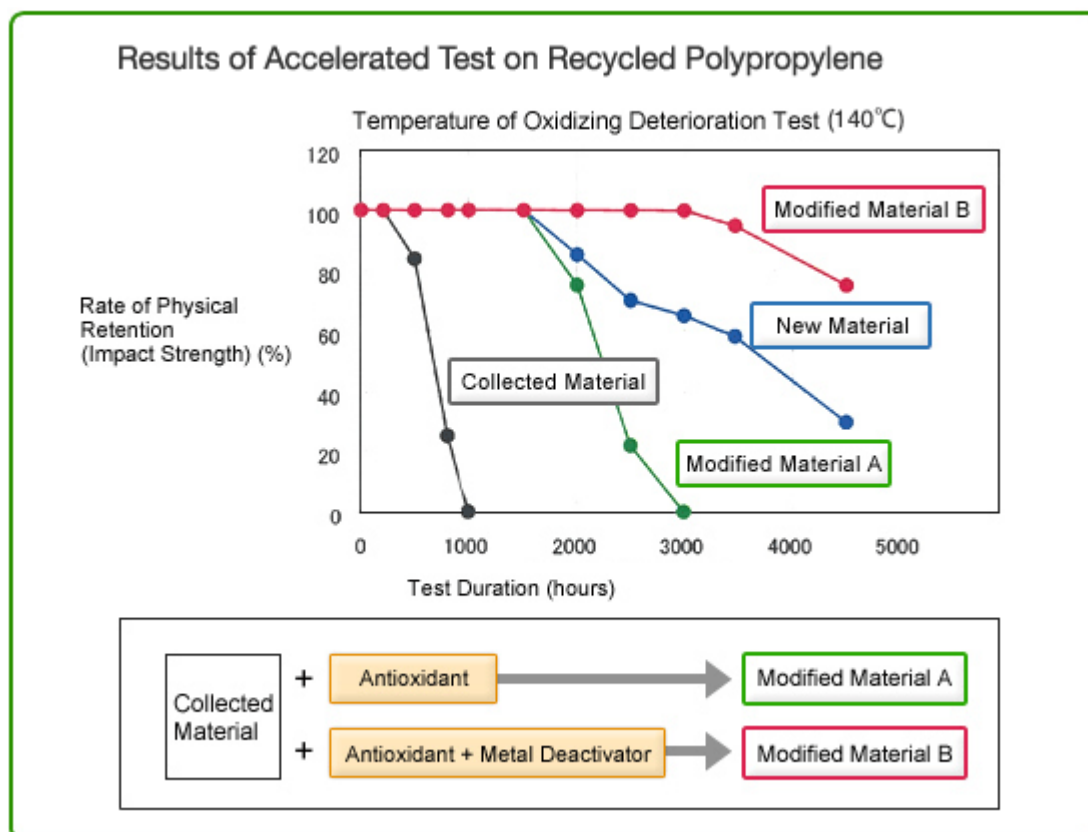 Results of Accelerated Test on Recycled Polypropylene
Temperature of Oxidizing Deterioration Test (140℃)
120
100
80
60
40
20
0
Rate of Physical
Retention
(Impact Strength) (%)
Modified Material B
New Material
Collected Material
Modified Material A
0 1000 2000 3000 4000 5000
Test Duration (hours)
Collected
Material
+ Antioxidant
Modified Material A
+ Antioxidant + Metal Deactivator
Modified Material B